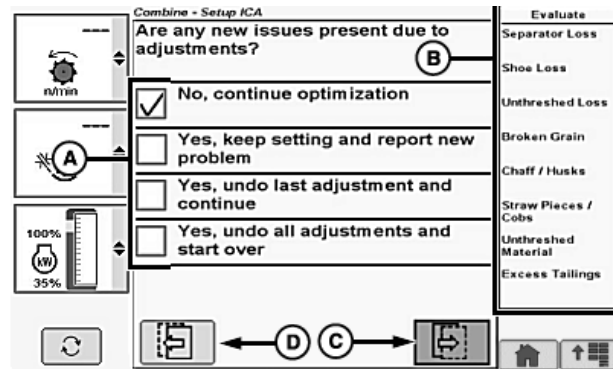 Combine - Setup ICA
Are any new issues present due to
adjustments?
No, continue optimization
Yes, keep setting and report new
problem
Yes, undo last adjustment and
continue
Yes, undo all adjustments and
start over
---
n/min
---
A
100%
kW
35%
B
D
C
Evaluate
Separator Loss
Shoe Loss
Unthreshed Loss
Broken Grain
Chaff / Husks
Straw Pieces /
Cobs
Unthreshed
Material
Excess Tailings